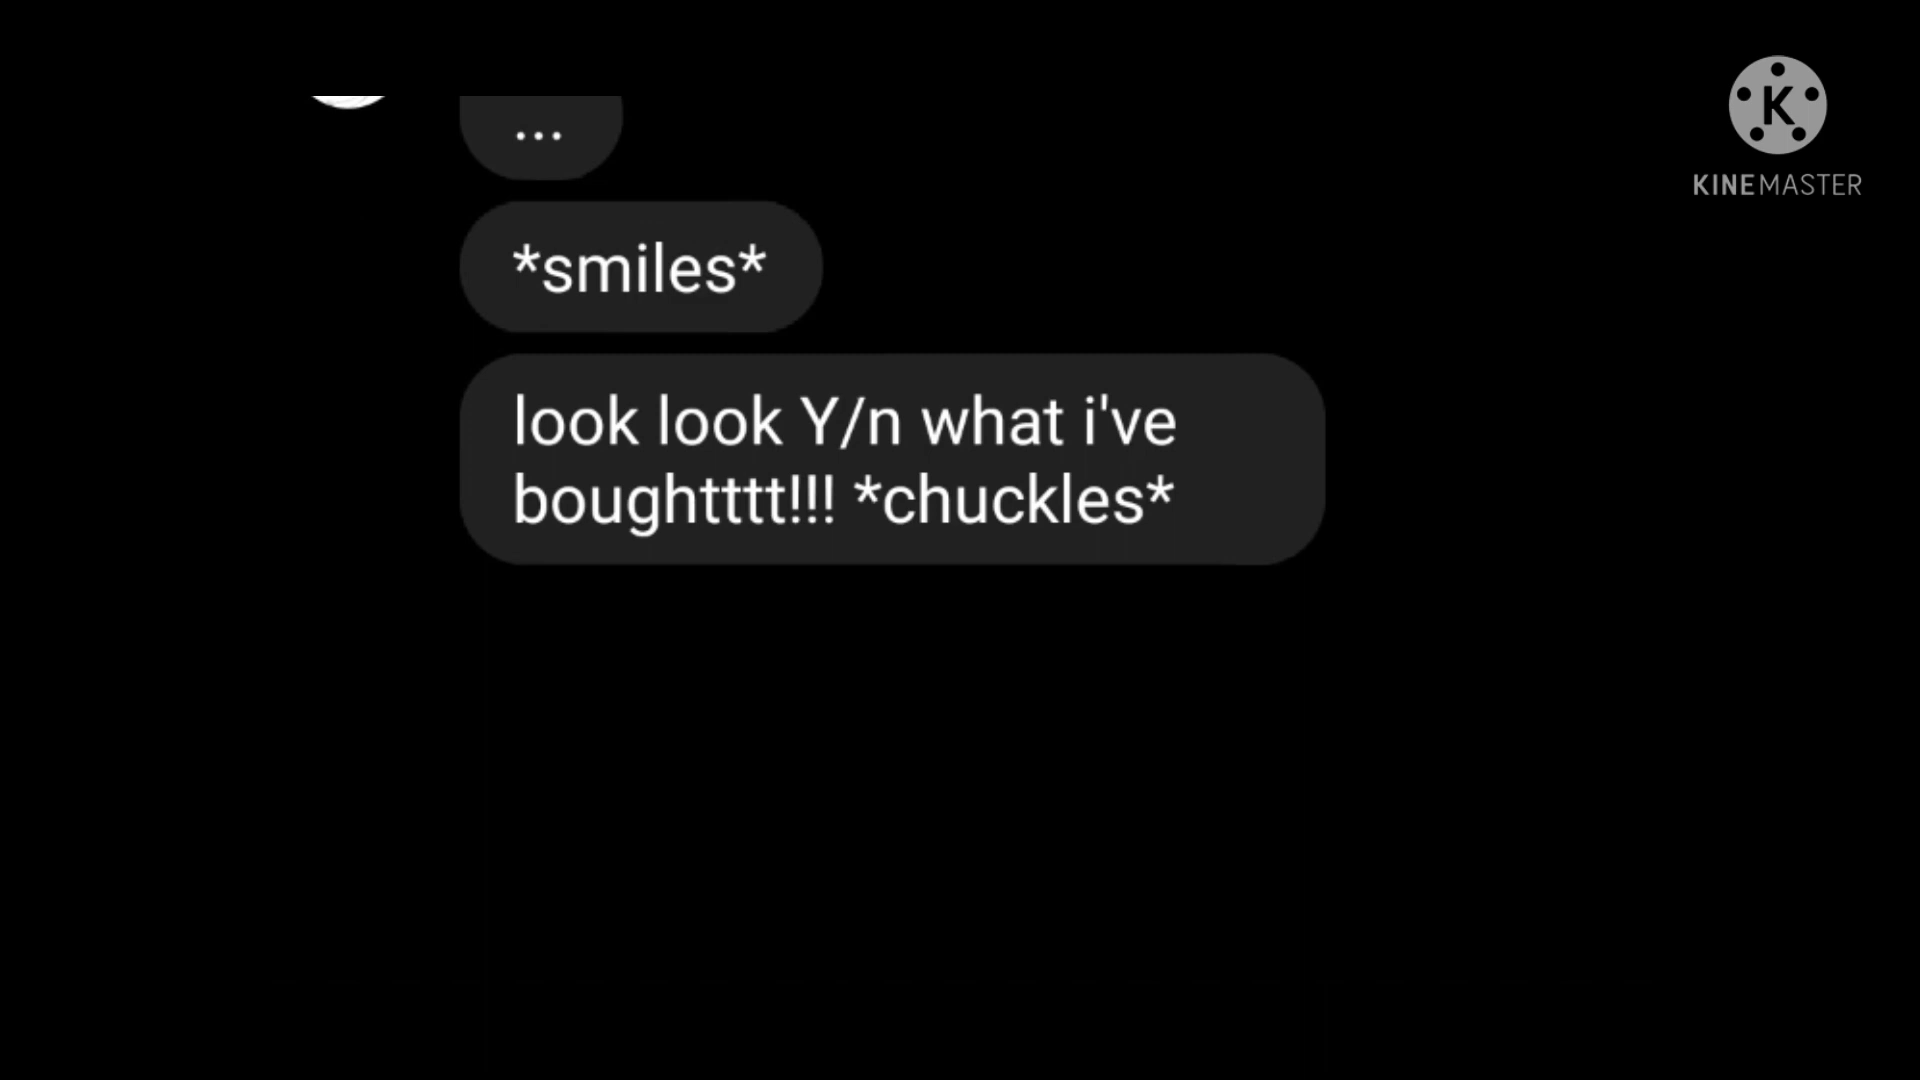 ...
*smiles*
look look Y/n what i've
boughtttt!!! *chuckles*
K
KINEMASTER